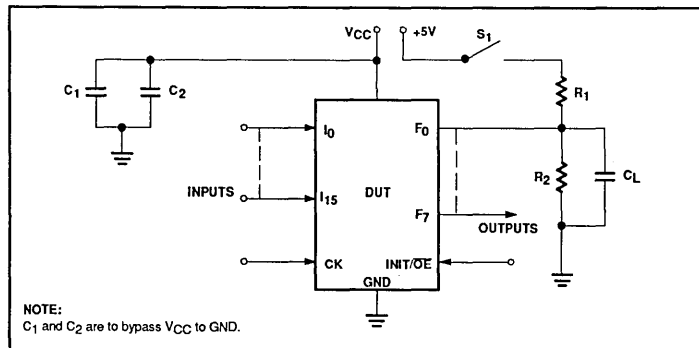 VCC +5V S1
C1 C2 R1
I0 F0
R2 CL
INPUTS DUT
I15 F7
OUTPUTS
CK INIT/OE
GND
NOTE:
C1 and C2 are to bypass VCC to GND.